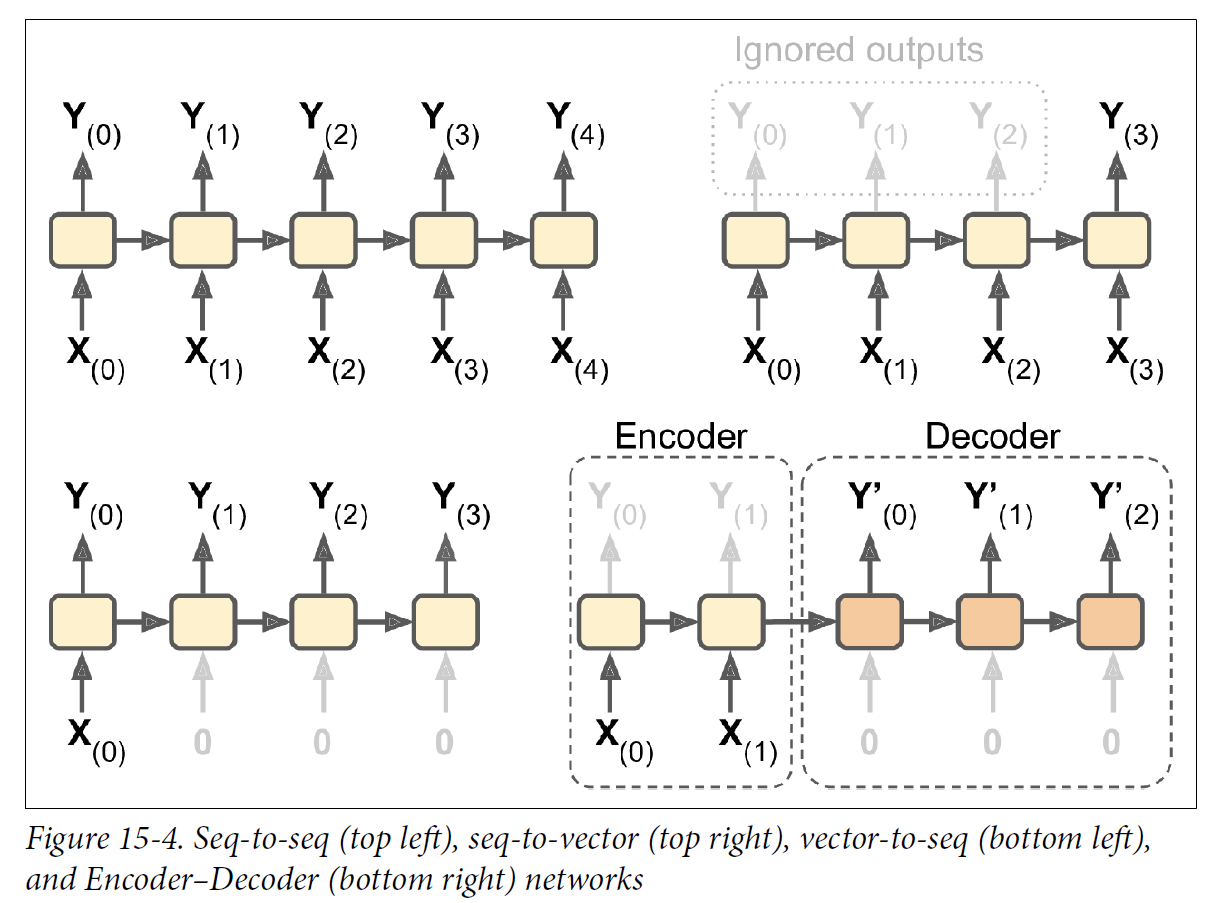 Ignored outputs
Y(0) Y(1) Y(2) Y(3) Y(4)
Y(0) Y(1) Y(2) Y(3)
X(0) X(1) X(2) X(3) X(4)
X(0) X(1) X(2) X(3)
Encoder Decoder
Y(0) Y(1) Y(2) Y(3)
Y(0) Y(1) Y’(0) Y’(1) Y’(2)
X(0) 0 0 0
X(0) X(1) 0 0 0
Figure 15-4. Seq-to-seq (top left), seq-to-vector (top right), vector-to-seq (bottom left),
and Encoder–Decoder (bottom right) networks